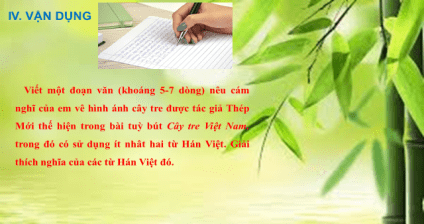 IV. VẬN DỤNG
Viết một đoạn văn (khoảng 5-7 dòng) nêu cảm
nghĩ của em về hình ảnh cây tre được tác giả Thép
Mới thể hiện trong bài tuỳ bút Cây tre Việt Nam,
trong đó có sử dụng ít nhất hai từ Hán Việt. Giải
thích nghĩa của các từ Hán Việt đó.